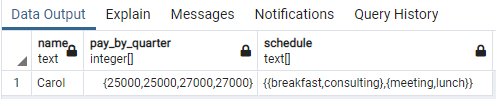 Data Output Explain Messages Notifications Query History
name pay_by_quarter schedule
text integer[] text[]
1 Carol {25000,25000,27000,27000} {{breakfast,consulting},{meeting,lunch}}